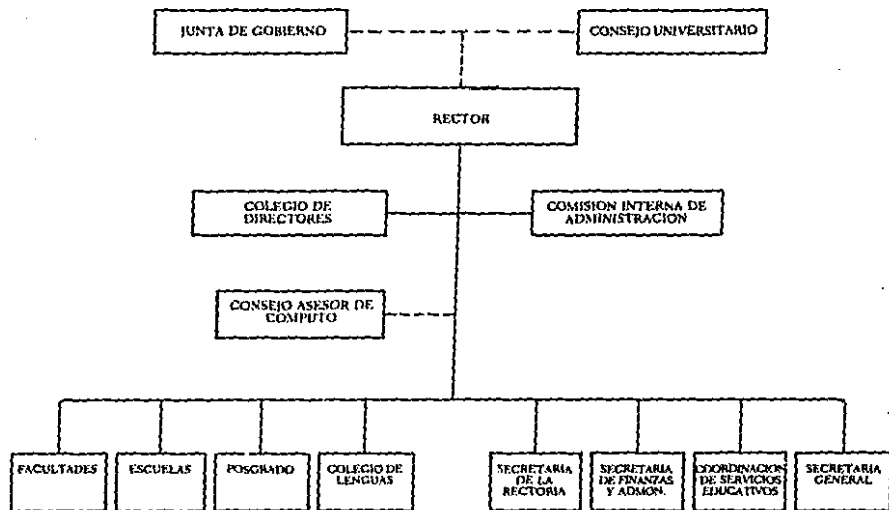 JUNTA DE GOBIERNO
CONSEJO UNIVERSITARIO
RECTOR
COLEGIO DE
DIRECTORES
COMISION INTERNA DE
ADMINISTRACION
CONSEJO ASESOR DE
COMPUTO
FACULTADES
ESCUELAS
POSGRADO
COLEGIO DE
LENGUAS
SECRETARIA
DE LA
RECTORIA
SECRETARIA
DE FINANZAS
Y ADMON.
COORDINACION
DE SERVICIOS
EDUCATIVOS
SECRETARIA
GENERAL